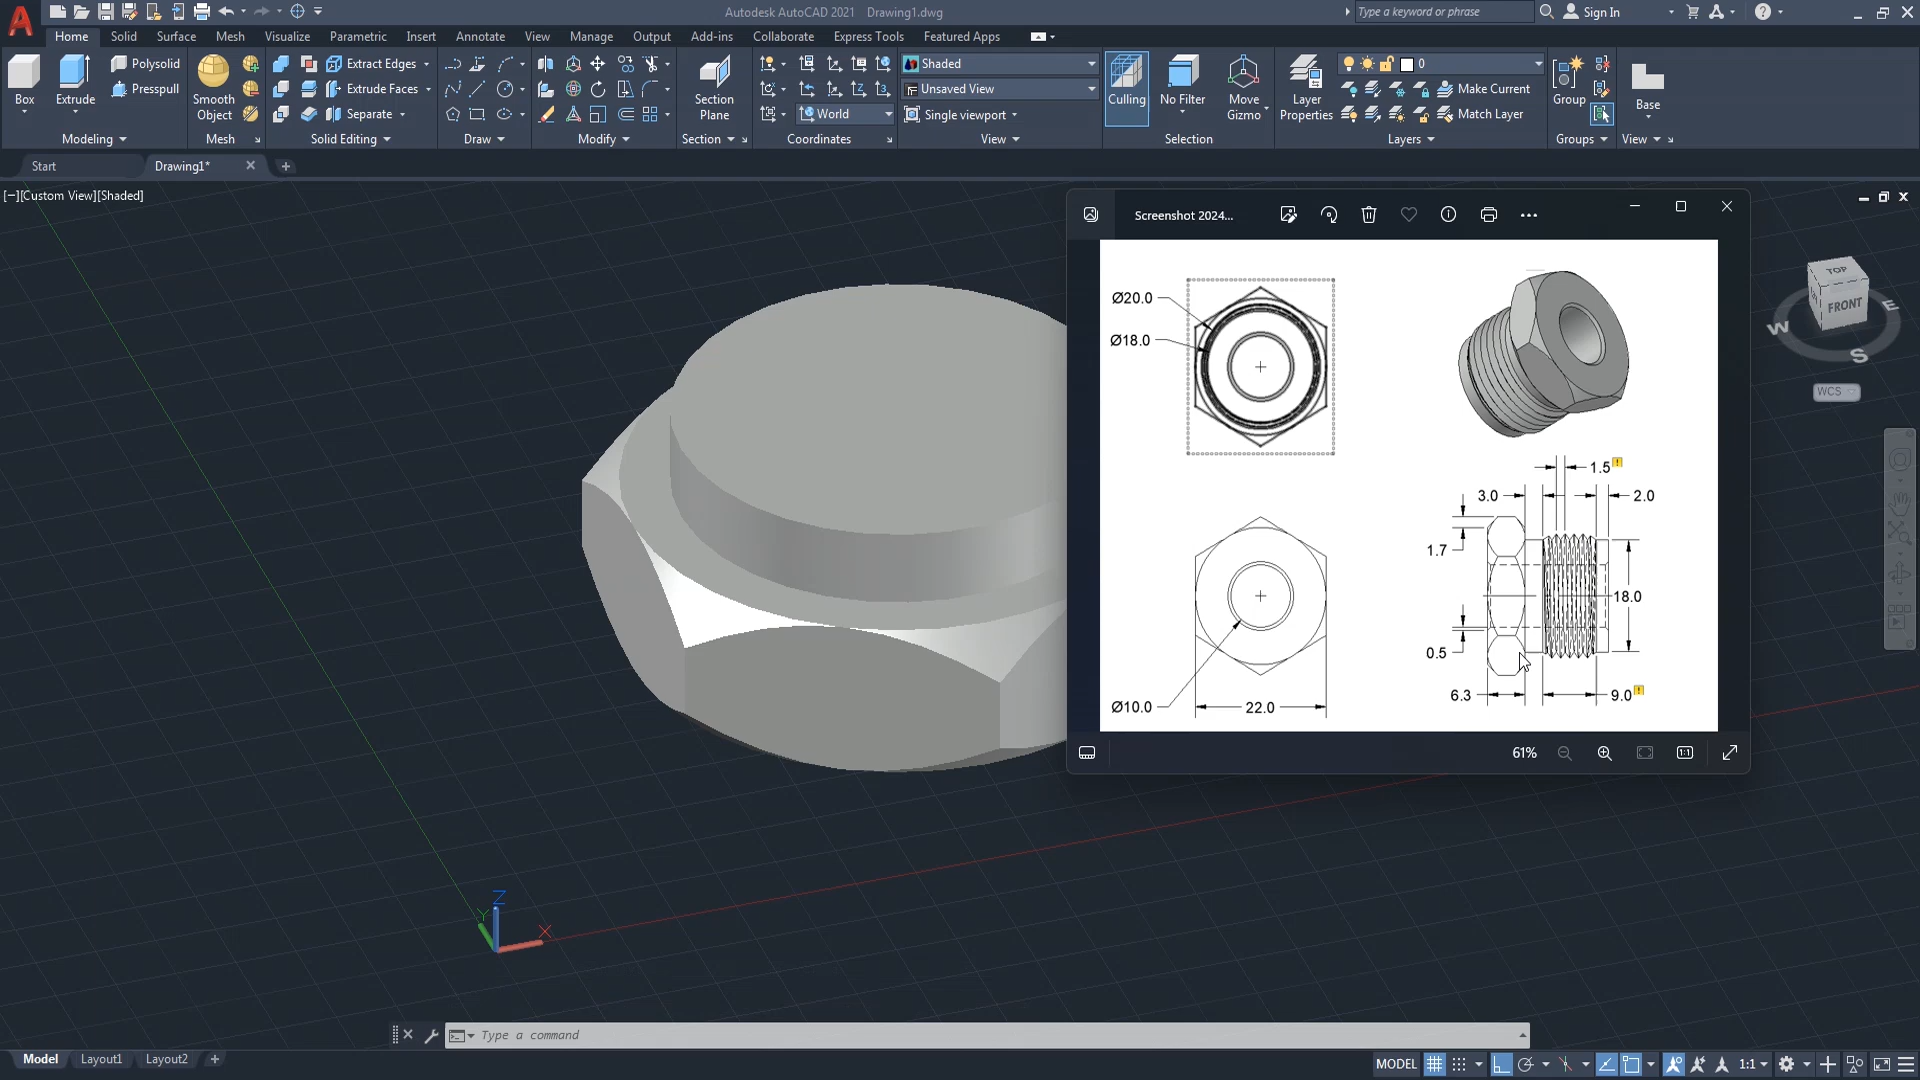 Autodesk AutoCAD 2021 Drawing1.dwg
Type a keyword or phrase
Sign In
Home Solid Surface Mesh Visualize Parametric Insert Annotate View Manage Output Add-ins Collaborate Express Tools Featured Apps
Box
Extrude
Polysolid
Presspull
Modeling
Smooth
Object
Mesh
Extract Edges
Extrude Faces
Separate
Solid Editing
Draw
Modify
Section
Plane
Section
World
Coordinates
Shaded
Unsaved View
Single viewport
View
Culling
No Filter
Move
Gizmo
Selection
Layer
Properties
0
Make Current
Match Layer
Layers
Group
Groups
Base
View
Start
Drawing1*
[−][Custom View][Shaded]
Screenshot 2024...
Ø20.0
Ø18.0
1.5
3.0
2.0
1.7
18.0
0.5
6.3
9.0
Ø10.0
22.0
61%
1:1
TOP
FRONT
W
E
S
WCS
Z
Y
X
Type a command
Model Layout1 Layout2
MODEL
1:1